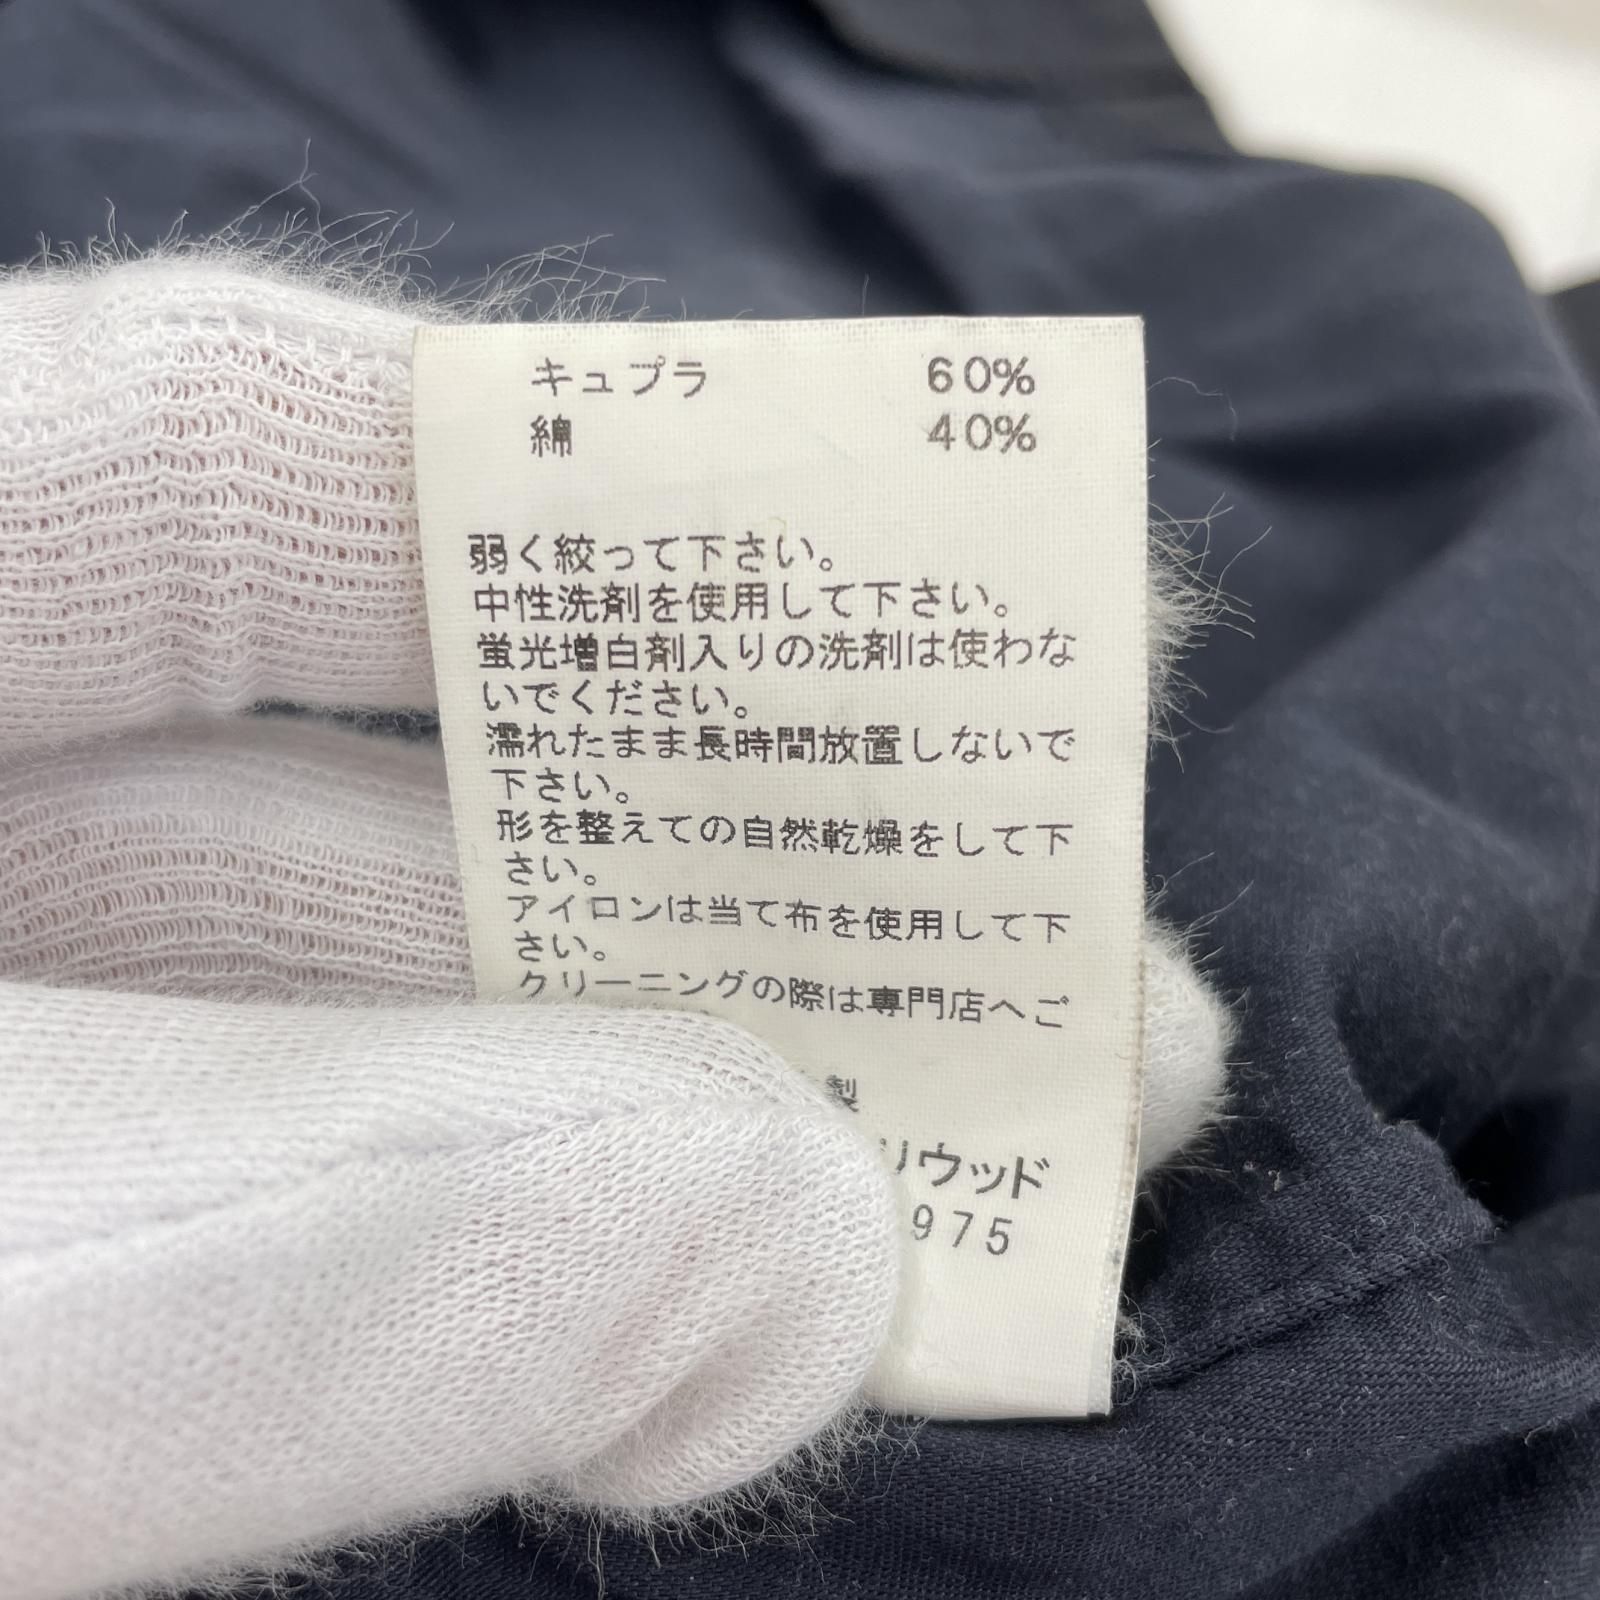 キュプラ 60%
綿 40%
弱く絞って下さい。
中性洗剤を使用して下さい。
蛍光増白剤入りの洗剤は使わな
いでください。
濡れたまま長時間放置しないで
下さい。
形を整えての自然乾燥をして下
さい。
アイロンは当て布を使用して下
さい。
クリーニングの際は専門店へご
製
リウッド
975